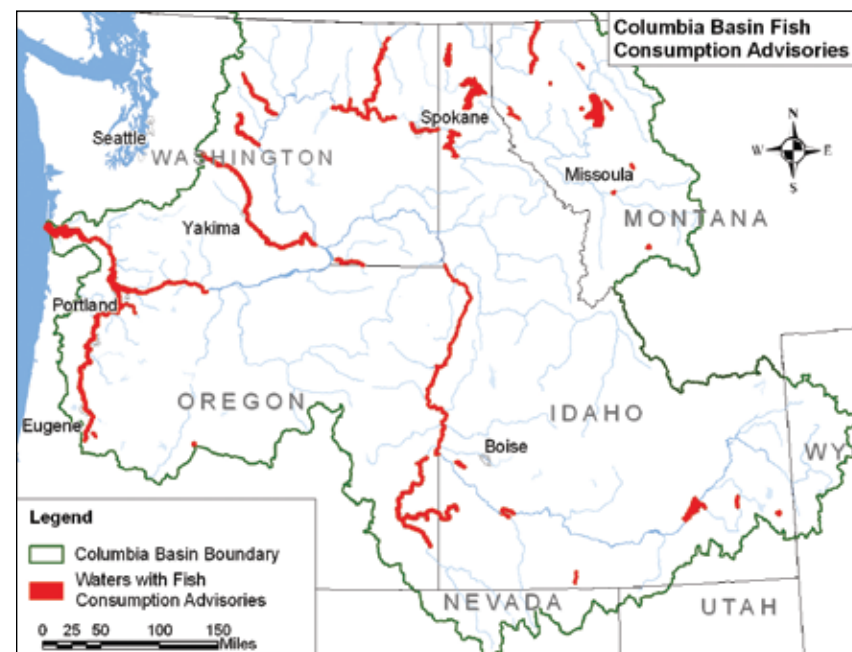 Columbia Basin Fish
Consumption Advisories
N
W E
S
Seattle
Spokane
WASHINGTON
Missoula
MONTANA
Yakima
Portland
OREGON
IDAHO
Eugene
Boise
WY
Legend
Columbia Basin Boundary
Waters with Fish
Consumption Advisories
NEVADA
UTAH
0 25 50 100 150
Miles